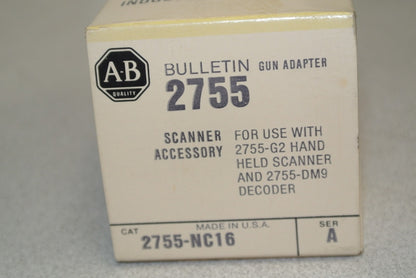 A-B
QUALITY
BULLETIN GUN ADAPTER
2755
SCANNER ACCESSORY
FOR USE WITH
2755-G2 HAND
HELD SCANNER
AND 2755-DM9
DECODER
MADE IN U.S.A.
CAT 2755-NC16
SER A